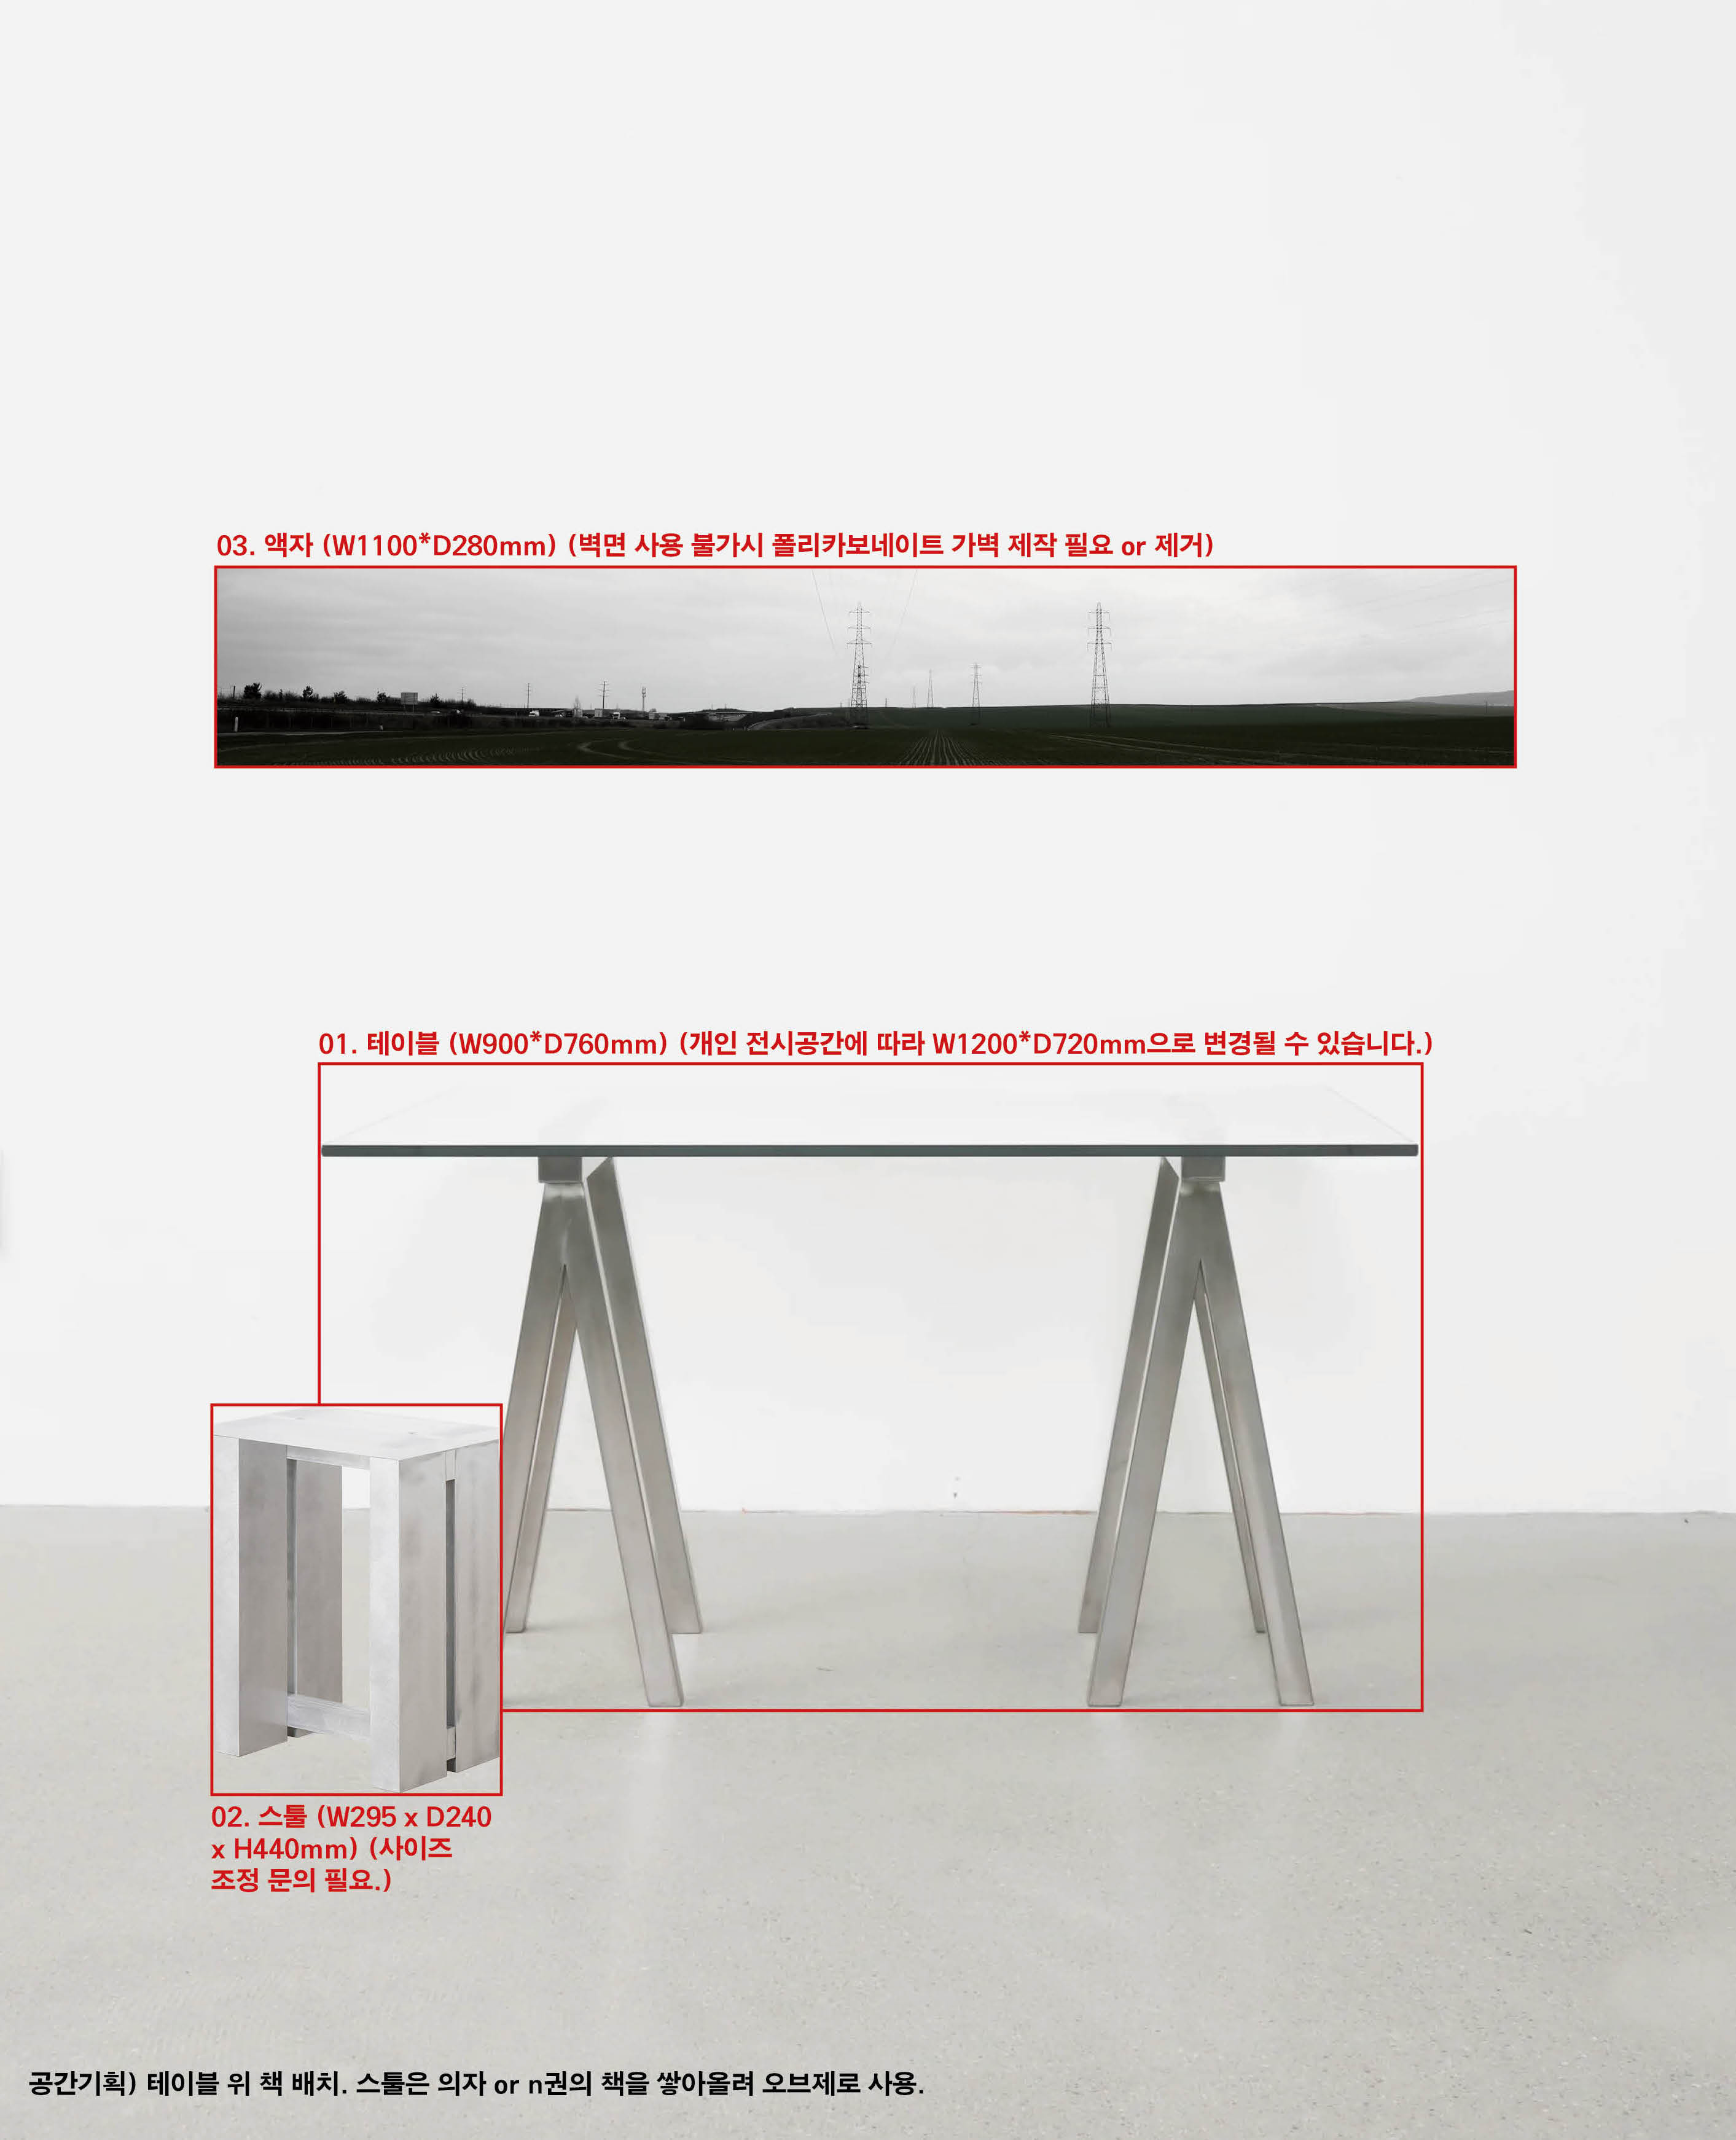 03. 액자 (W1100*D280mm) (벽면 사용 불가시 폴리카보네이트 가벽 제작 필요 or 제거)
01. 테이블 (W900*D760mm) (개인 전시공간에 따라 W1200*D720mm으로 변경될 수 있습니다.)
02. 스툴 (W295 x D240
x H440mm) (사이즈
조정 문의 필요.)
공간기획) 테이블 위 책 배치. 스툴은 의자 or n권의 책을 쌓아올려 오브제로 사용.